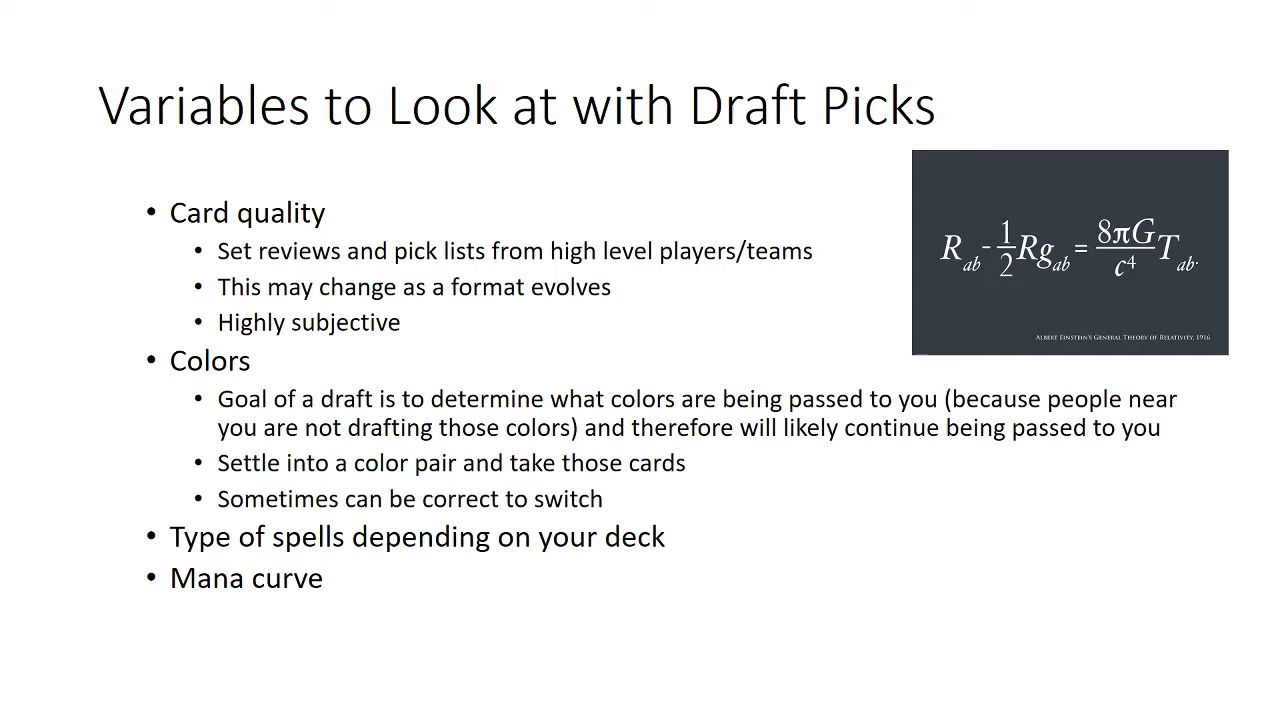 Variables to Look at with Draft Picks
• Card quality
• Set reviews and pick lists from high level players/teams
• This may change as a format evolves
• Highly subjective
• Colors
• Goal of a draft is to determine what colors are being passed to you (because people near
you are not drafting those colors) and therefore will likely continue being passed to you
• Settle into a color pair and take those cards
• Sometimes can be correct to switch
• Type of spells depending on your deck
• Mana curve
R_ab - 1/2 Rg_ab = 8πG/c⁴ T_ab.
Albert Einstein's General Theory of Relativity, 1916